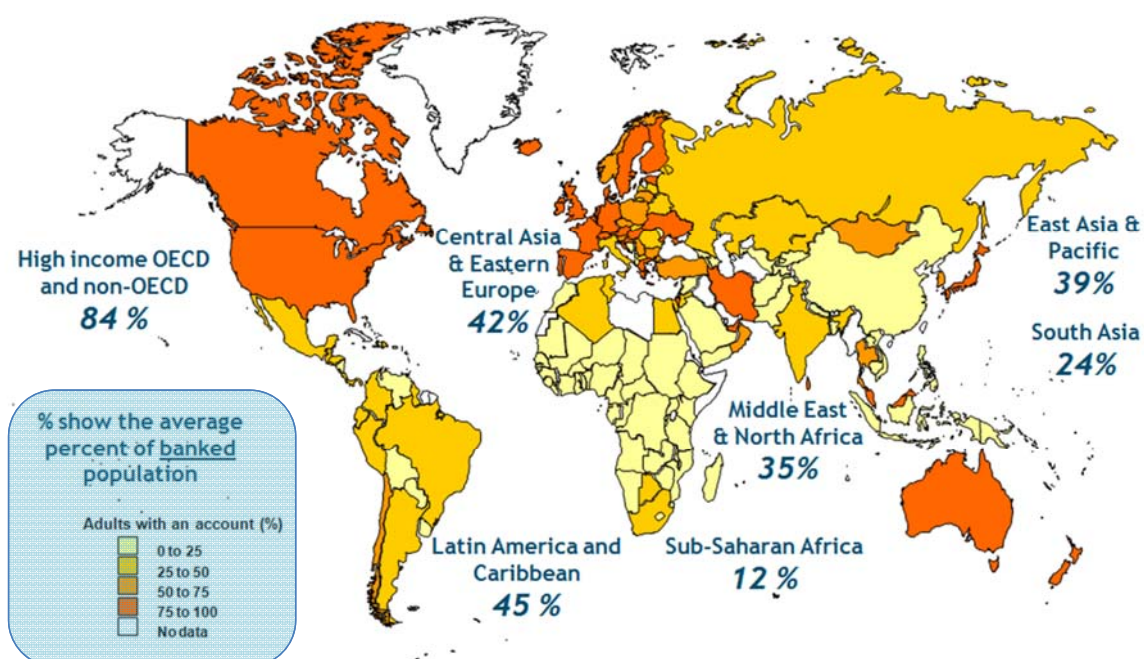 High income OECD
and non-OECD
84 %
Central Asia
& Eastern
Europe
42%
East Asia &
Pacific
39%
South Asia
24%
Middle East
& North Africa
35%
Latin America and
Caribbean
45 %
Sub-Saharan Africa
12 %
% show the average
percent of banked
population
Adults with an account (%)
0 to 25
25 to 50
50 to 75
75 to 100
No data